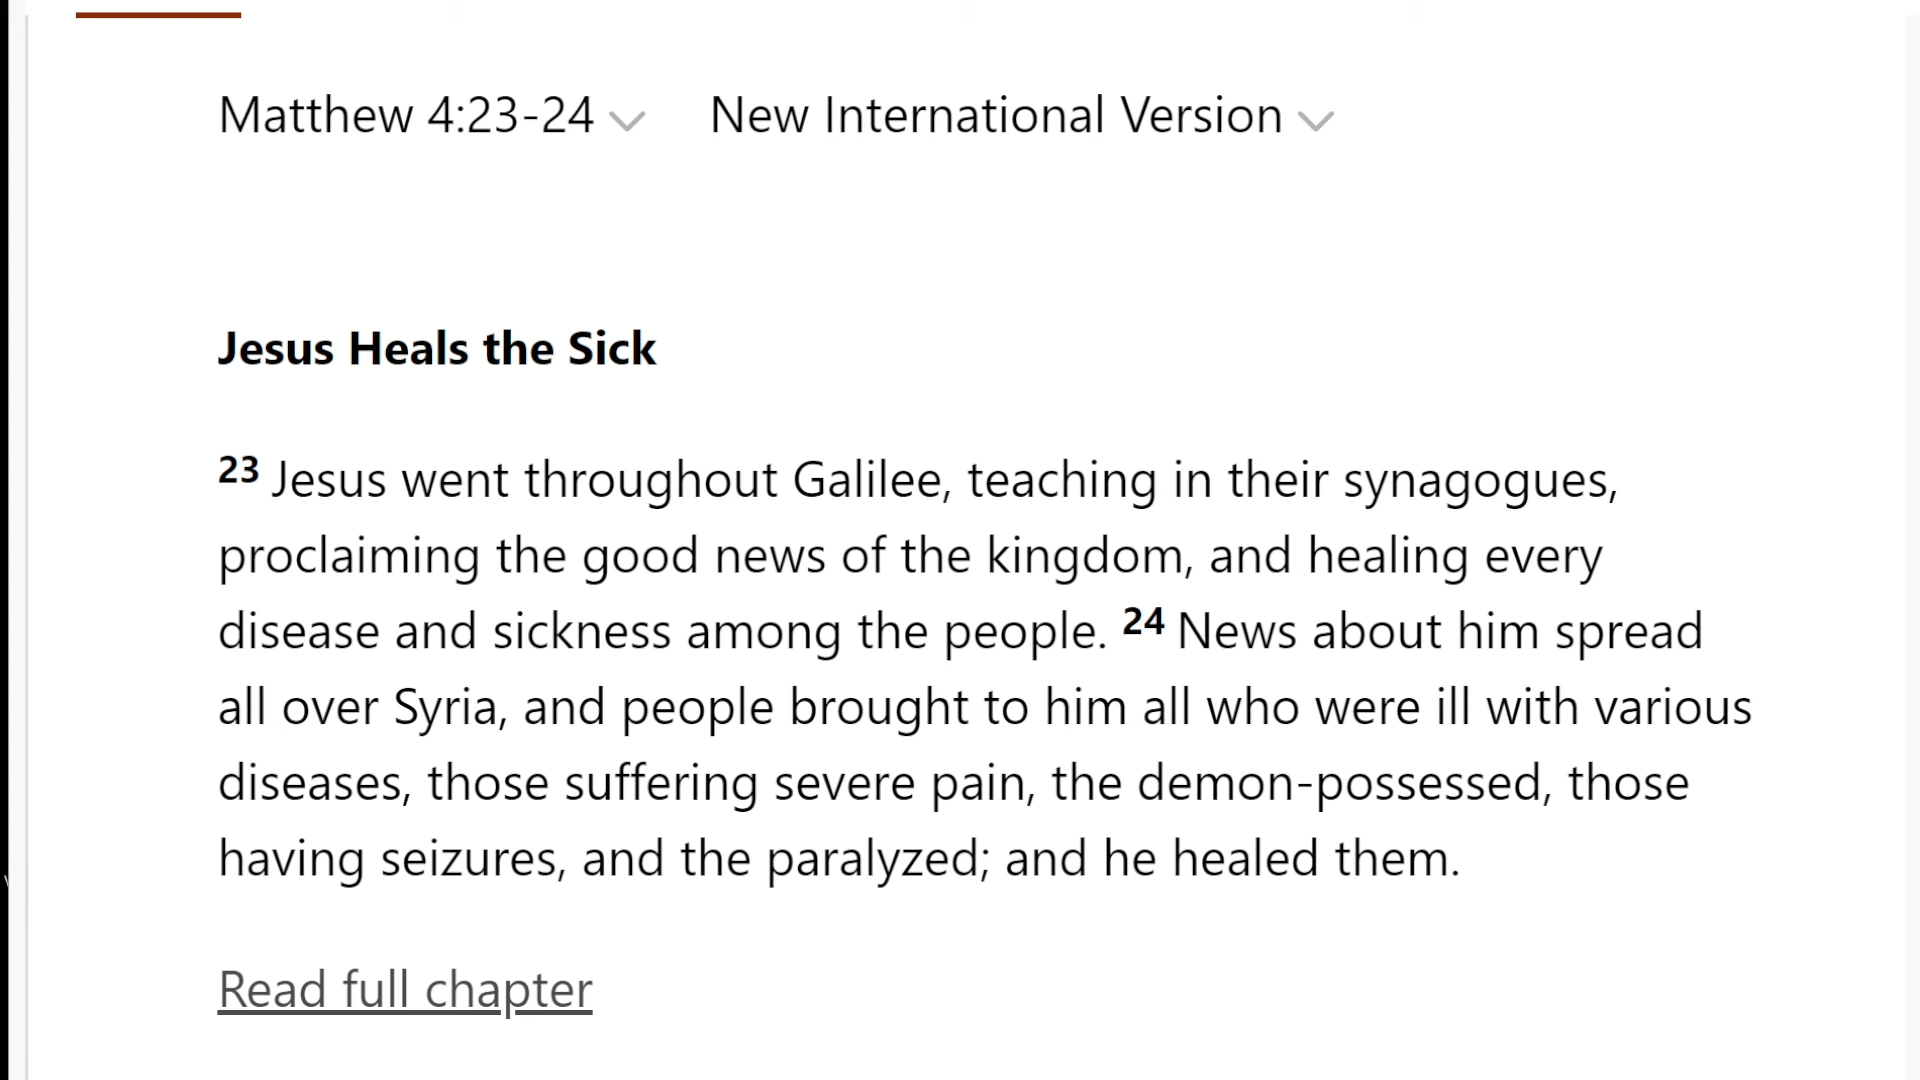 Matthew 4:23-24 New International Version
Jesus Heals the Sick
23 Jesus went throughout Galilee, teaching in their synagogues,
proclaiming the good news of the kingdom, and healing every
disease and sickness among the people. 24 News about him spread
all over Syria, and people brought to him all who were ill with various
diseases, those suffering severe pain, the demon-possessed, those
having seizures, and the paralyzed; and he healed them.
Read full chapter